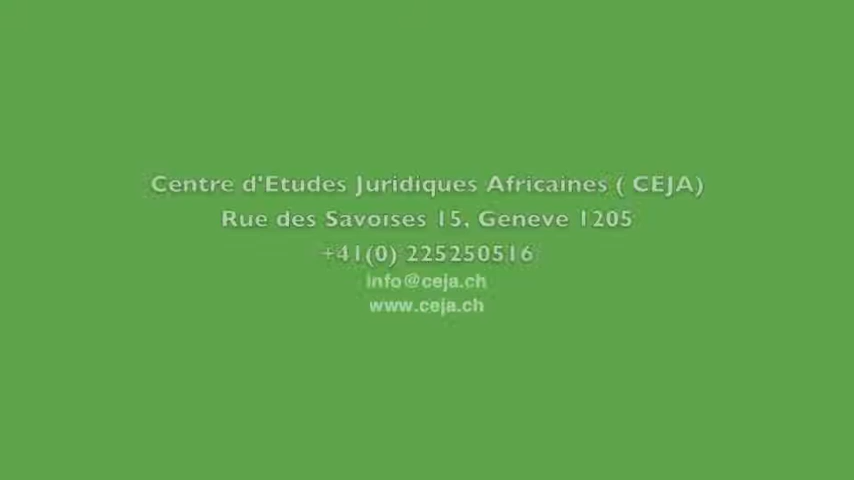 Centre d'Etudes Juridiques Africaines ( CEJA)
Rue des Savoises 15, Geneve 1205
+41(0) 225250516
info@ceja.ch
www.ceja.ch